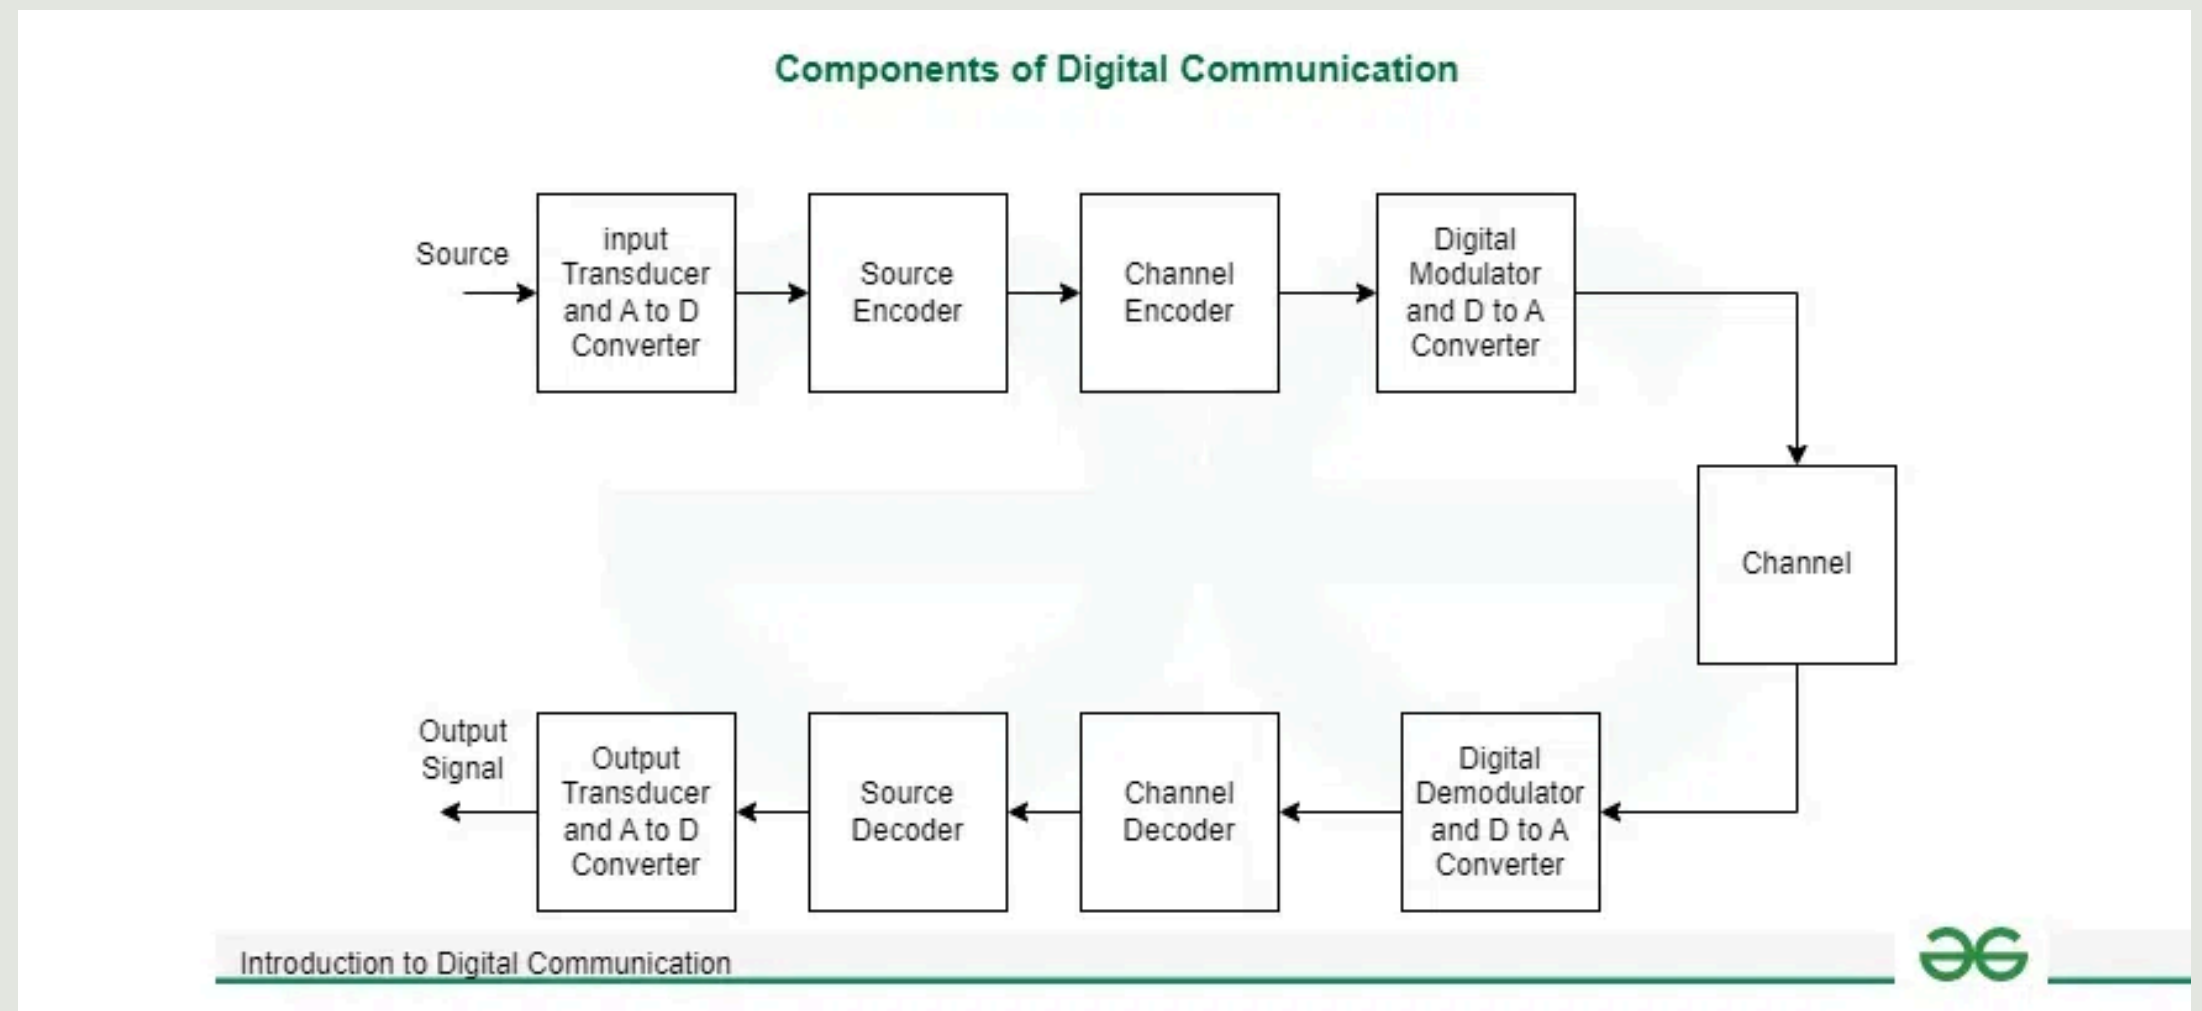 Components of Digital Communication
Source
input
Transducer
and A to D
Converter
Source
Encoder
Channel
Encoder
Digital
Modulator
and D to A
Converter
Channel
Digital
Demodulator
and D to A
Converter
Channel
Decoder
Source
Decoder
Output
Transducer
and A to D
Converter
Output
Signal
Introduction to Digital Communication